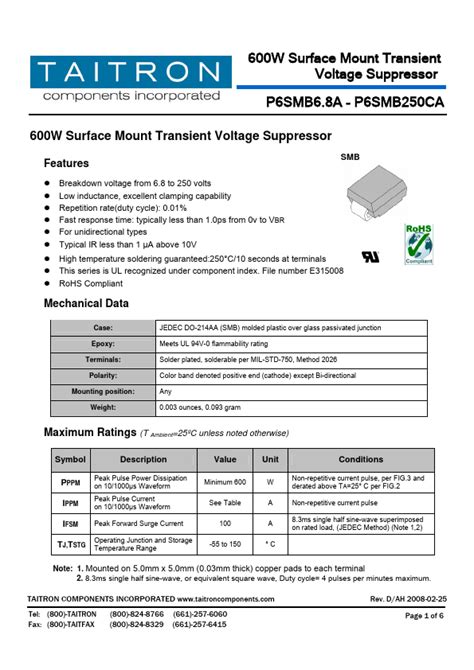 TAITRON
components incorporated
600W Surface Mount Transient
Voltage Suppressor
P6SMB6.8A - P6SMB250CA
600W Surface Mount Transient Voltage Suppressor
Features
SMB
● Breakdown voltage from 6.8 to 250 volts
● Low inductance, excellent clamping capability
● Repetition rate(duty cycle): 0.01%
● Fast response time: typically less than 1.0ps from 0v to VBR
● For unidirectional types
● Typical IR less than 1 μA above 10V
● High temperature soldering guaranteed:250°C/10 seconds at terminals
● This series is UL recognized under component index. File number E315008
● RoHS Compliant
RoHS
Compliant
Mechanical Data
Case: JEDEC DO-214AA (SMB) molded plastic over glass passivated junction
Epoxy: Meets UL 94V-0 flammability rating
Terminals: Solder plated, solderable per MIL-STD-750, Method 2026
Polarity: Color band denoted positive end (cathode) except Bi-directional
Mounting position: Any
Weight: 0.003 ounces, 0.093 gram
Maximum Ratings (T Ambient=25ºC unless noted otherwise)
Symbol Description Value Unit Conditions
PPPM Peak Pulse Power Dissipation on 10/1000μs Waveform Minimum 600 W Non-repetitive current pulse, per FIG.3 and derated above TA=25° C per FIG.2
IPPM Peak Pulse Current on 10/1000μs Waveform See Table A Non-repetitive current pulse
IFSM Peak Forward Surge Current 100 A 8.3ms single half sine-wave superimposed on rated load, (JEDEC Method) (Note 1,2)
TJ,TSTG Operating Junction and Storage Temperature Range -55 to 150 ° C
Note: 1. Mounted on 5.0mm x 5.0mm (0.03mm thick) copper pads to each terminal
2. 8.3ms single half sine-wave, or equivalent square wave, Duty cycle= 4 pulses per minutes maximum.
TAITRON COMPONENTS INCORPORATED www.taitroncomponents.com Rev. D/AH 2008-02-25
Tel: (800)-TAITRON (800)-824-8766 (661)-257-6060
Fax: (800)-TAITFAX (800)-824-8329 (661)-257-6415
Page 1 of 6